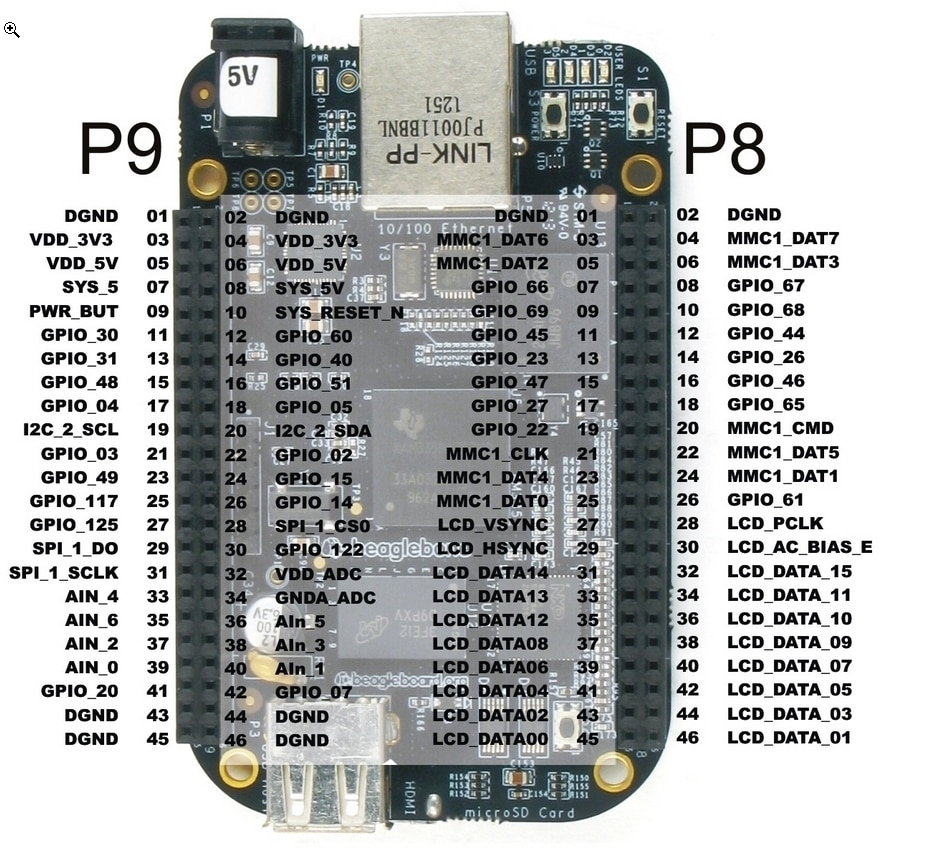 5V
PWR
TP4
P1
LINK-PP
PJ0011BBNL
1251
USB
USER LEDS
S3
POWER
S1
RESET
P9
P8
10/100 Ethernet
94V-0
DGND 01 02 DGND DGND 01 02 DGND
VDD_3V3 03 04 VDD_3V3 MMC1_DAT6 03 04 MMC1_DAT7
VDD_5V 05 06 VDD_5V MMC1_DAT2 05 06 MMC1_DAT3
SYS_5 07 08 SYS_5V GPIO_66 07 08 GPIO_67
PWR_BUT 09 10 SYS_RESET_N GPIO_69 09 10 GPIO_68
GPIO_30 11 12 GPIO_60 GPIO_45 11 12 GPIO_44
GPIO_31 13 14 GPIO_40 GPIO_23 13 14 GPIO_26
GPIO_48 15 16 GPIO_51 GPIO_47 15 16 GPIO_46
GPIO_04 17 18 GPIO_05 GPIO_27 17 18 GPIO_65
I2C_2_SCL 19 20 I2C_2_SDA GPIO_22 19 20 MMC1_CMD
GPIO_03 21 22 GPIO_02 MMC1_CLK 21 22 MMC1_DAT5
GPIO_49 23 24 GPIO_15 MMC1_DAT4 23 24 MMC1_DAT1
GPIO_117 25 26 GPIO_14 MMC1_DAT0 25 26 GPIO_61
GPIO_125 27 28 SPI_1_CS0 LCD_VSYNC 27 28 LCD_PCLK
SPI_1_DO 29 30 GPIO_122 LCD_HSYNC 29 30 LCD_AC_BIAS_E
SPI_1_SCLK 31 32 VDD_ADC LCD_DATA14 31 32 LCD_DATA_15
AIN_4 33 34 GNDA_ADC LCD_DATA13 33 34 LCD_DATA_11
AIN_6 35 36 AIn_5 LCD_DATA12 35 36 LCD_DATA_10
AIN_2 37 38 AIn_3 LCD_DATA08 37 38 LCD_DATA_09
AIN_0 39 40 AIn_1 LCD_DATA06 39 40 LCD_DATA_07
GPIO_20 41 42 GPIO_07 LCD_DATA04 41 42 LCD_DATA_05
DGND 43 44 DGND LCD_DATA02 43 44 LCD_DATA_03
DGND 45 46 DGND LCD_DATA00 45 46 LCD_DATA_01
beagleboard.org
P3
HDMI
microSD Card